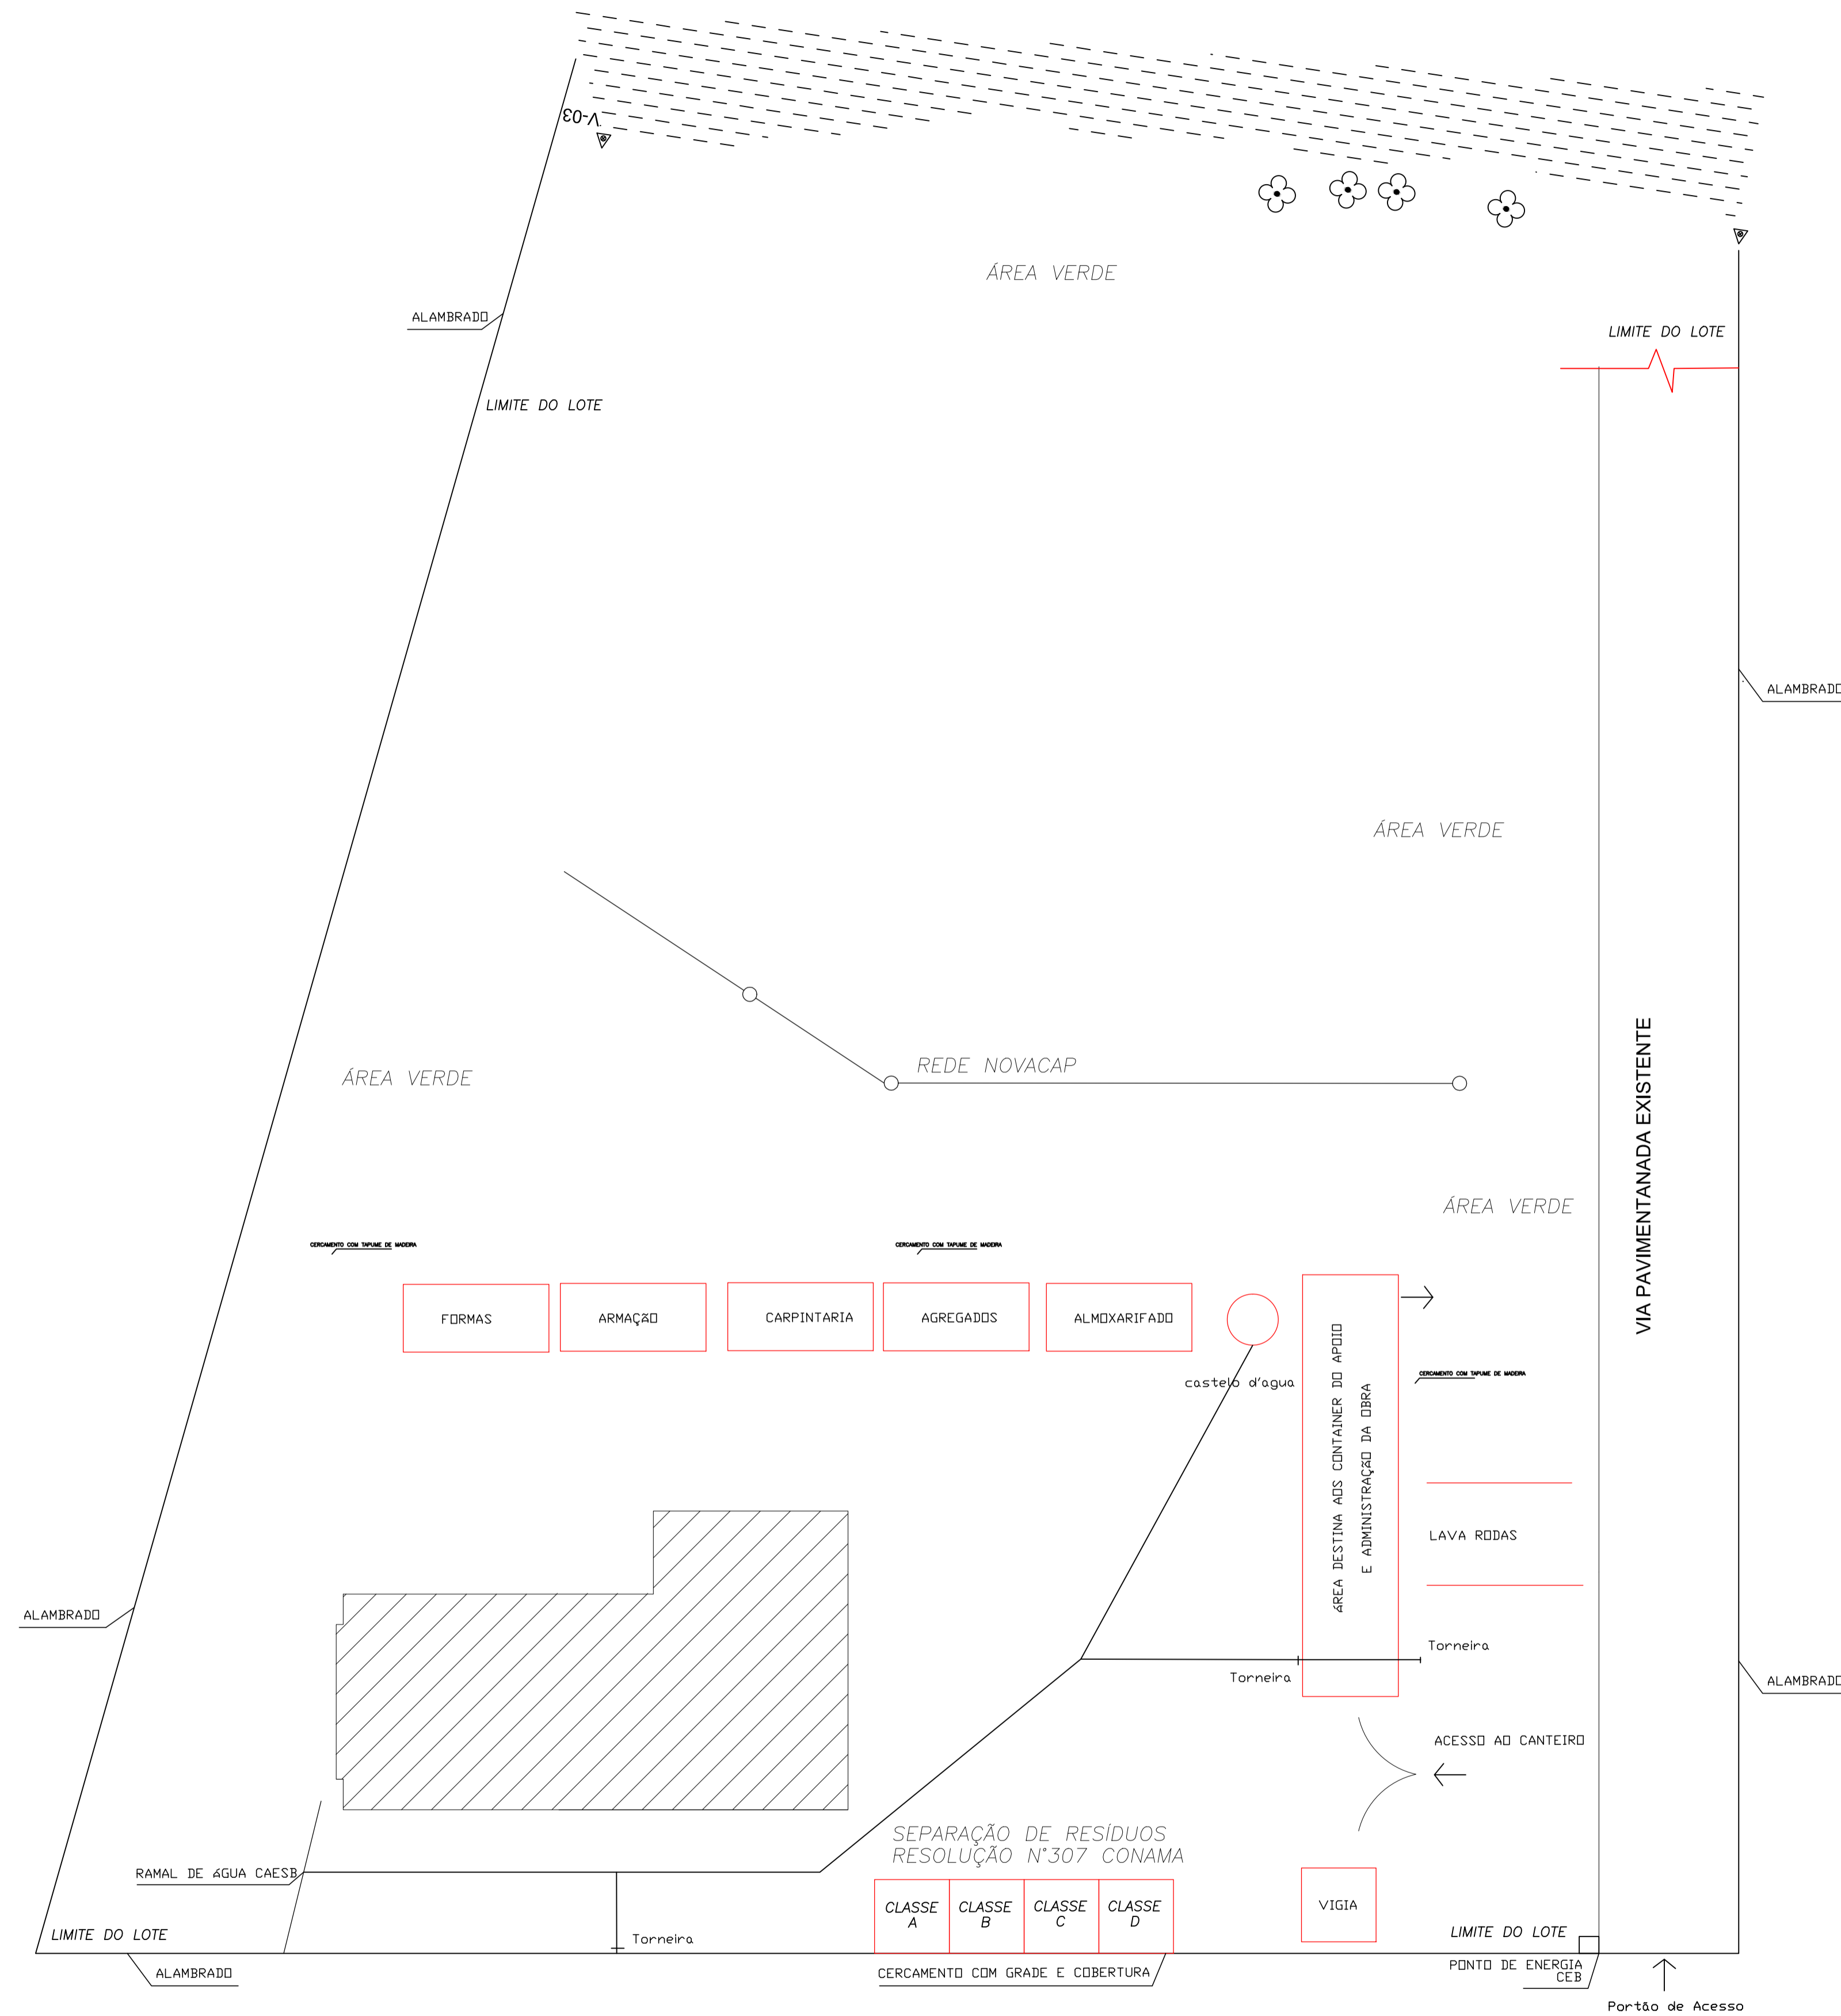 V-03
ÁREA VERDE
ALAMBRADO
LIMITE DO LOTE
LIMITE DO LOTE
ALAMBRADO
ÁREA VERDE
REDE NOVACAP
ÁREA VERDE
VIA PAVIMENTANADA EXISTENTE
ÁREA VERDE
CERCAMENTO COM TAPUME DE MADEIRA
CERCAMENTO COM TAPUME DE MADEIRA
FORMAS
ARMAÇÃO
CARPINTARIA
AGREGADOS
ALMOXARIFADO
castelo d'agua
ÁREA DESTINA AOS CONTAINER DO APOIO
E ADMINISTRAÇÃO DA OBRA
CERCAMENTO COM TAPUME DE MADEIRA
LAVA RODAS
ALAMBRADO
Torneira
Torneira
ALAMBRADO
ACESSO AO CANTEIRO
SEPARAÇÃO DE RESÍDUOS
RESOLUÇÃO N°307 CONAMA
RAMAL DE ÁGUA CAESB
CLASSE
A
CLASSE
B
CLASSE
C
CLASSE
D
VIGIA
LIMITE DO LOTE
Torneira
LIMITE DO LOTE
ALAMBRADO
CERCAMENTO COM GRADE E COBERTURA
PONTO DE ENERGIA
CEB
Portão de Acesso